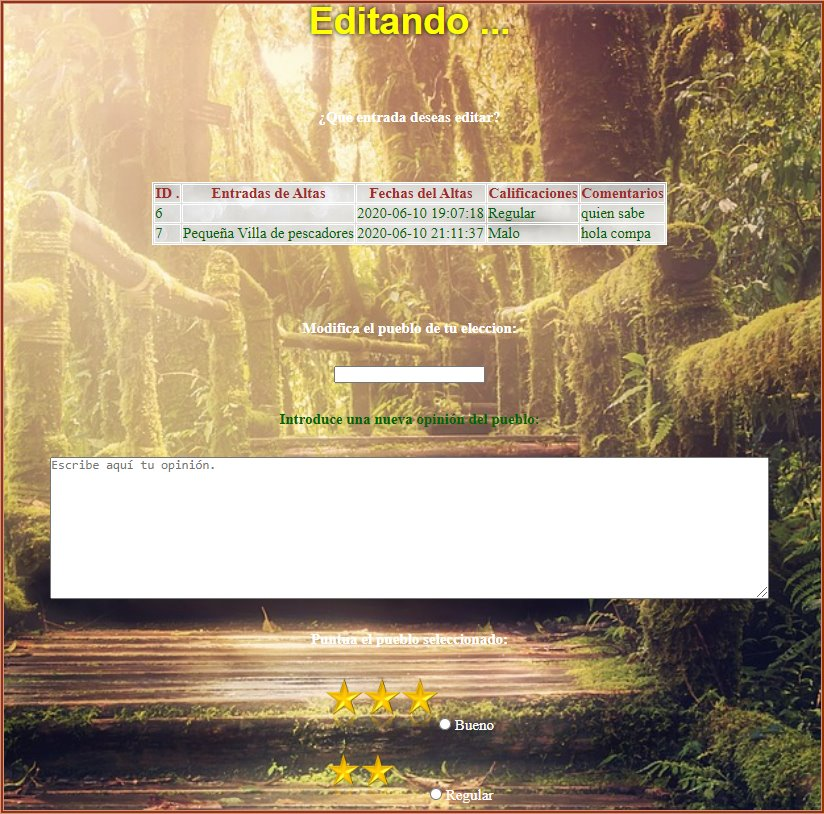 Editando ...
¿Qué entrada deseas editar?
ID . Entradas de Altas Fechas del Altas Calificaciones Comentarios
6 2020-06-10 19:07:18 Regular quien sabe
7 Pequeña Villa de pescadores 2020-06-10 21:11:37 Malo hola compa
Modifica el pueblo de tu eleccion:
Introduce una nueva opinión del pueblo:
Escribe aquí tu opinión.
Puntúa el pueblo seleccionado:
Bueno
Regular